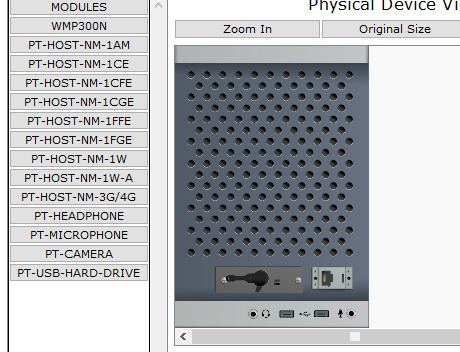 MODULES
WMP300N
PT-HOST-NM-1AM
PT-HOST-NM-1CE
PT-HOST-NM-1CFE
PT-HOST-NM-1CGE
PT-HOST-NM-1FFE
PT-HOST-NM-1FGE
PT-HOST-NM-1W
PT-HOST-NM-1W-A
PT-HOST-NM-3G/4G
PT-HEADPHONE
PT-MICROPHONE
PT-CAMERA
PT-USB-HARD-DRIVE
Physical Device Vi
Zoom In
Original Size